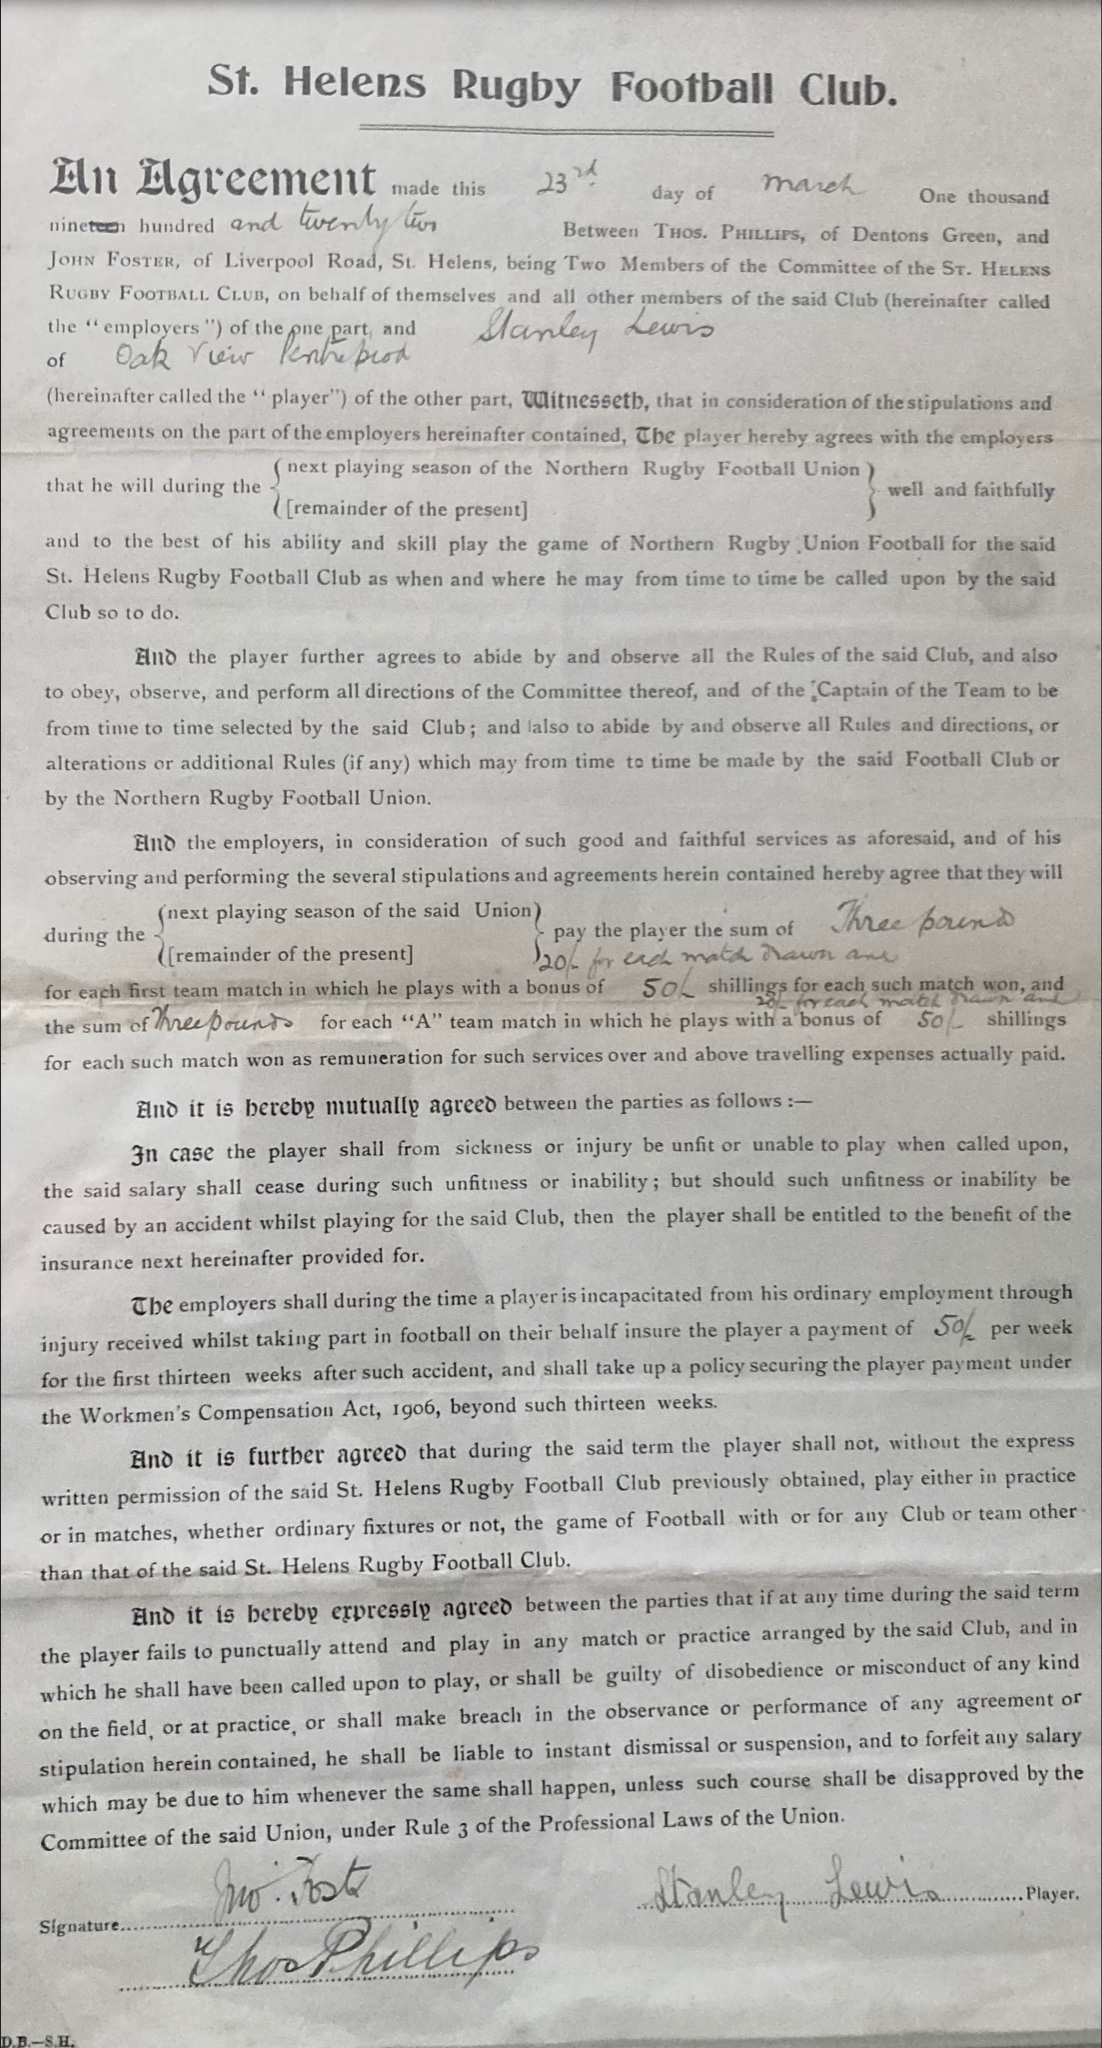 St. Helens Rugby Football Club.
An Agreement made this 23rd day of March One thousand
nineteen hundred and twenty two Between THOS. PHILLIPS, of Dentons Green, and
JOHN FOSTER, of Liverpool Road, St. Helens, being Two Members of the Committee of the ST. HELENS
RUGBY FOOTBALL CLUB, on behalf of themselves and all other members of the said Club (hereinafter called
the "employers") of the one part, and Stanley Lewis
of Oak View
(hereinafter called the "player") of the other part, Witnesseth, that in consideration of the stipulations and
agreements on the part of the employers hereinafter contained, The player hereby agrees with the employers
that he will during the {next playing season of the Northern Rugby Football Union} well and faithfully
[remainder of the present]
and to the best of his ability and skill play the game of Northern Rugby Union Football for the said
St. Helens Rugby Football Club as when and where he may from time to time be called upon by the said
Club so to do.
And the player further agrees to abide by and observe all the Rules of the said Club, and also
to obey, observe, and perform all directions of the Committee thereof, and of the Captain of the Team to be
from time to time selected by the said Club; and also to abide by and observe all Rules and directions, or
alterations or additional Rules (if any) which may from time to time be made by the said Football Club or
by the Northern Rugby Football Union.
And the employers, in consideration of such good and faithful services as aforesaid, and of his
observing and performing the several stipulations and agreements herein contained hereby agree that they will
during the {next playing season of the said Union} pay the player the sum of Three pound
[remainder of the present] 20/- for each match drawn and
for each first team match in which he plays with a bonus of 50/- shillings for each such match won, and
20/- for each match drawn and
the sum of Three pounds for each "A" team match in which he plays with a bonus of 50/- shillings
for each such match won as remuneration for such services over and above travelling expenses actually paid.
And it is hereby mutually agreed between the parties as follows :—
In case the player shall from sickness or injury be unfit or unable to play when called upon,
the said salary shall cease during such unfitness or inability; but should such unfitness or inability be
caused by an accident whilst playing for the said Club, then the player shall be entitled to the benefit of the
insurance next hereinafter provided for.
The employers shall during the time a player is incapacitated from his ordinary employment through
injury received whilst taking part in football on their behalf insure the player a payment of 50/- per week
for the first thirteen weeks after such accident, and shall take up a policy securing the player payment under
the Workmen's Compensation Act, 1906, beyond such thirteen weeks.
And it is further agreed that during the said term the player shall not, without the express
written permission of the said St. Helens Rugby Football Club previously obtained, play either in practice
or in matches, whether ordinary fixtures or not, the game of Football with or for any Club or team other
than that of the said St. Helens Rugby Football Club.
And it is hereby expressly agreed between the parties that if at any time during the said term
the player fails to punctually attend and play in any match or practice arranged by the said Club, and in
which he shall have been called upon to play, or shall be guilty of disobedience or misconduct of any kind
on the field, or at practice, or shall make breach in the observance or performance of any agreement or
stipulation herein contained, he shall be liable to instant dismissal or suspension, and to forfeit any salary
which may be due to him whenever the same shall happen, unless such course shall be disapproved by the
Committee of the said Union, under Rule 3 of the Professional Laws of the Union.
Jno. Foster Stanley Lewis Player.
Signature
Thos Phillips
D.B.—S.H.